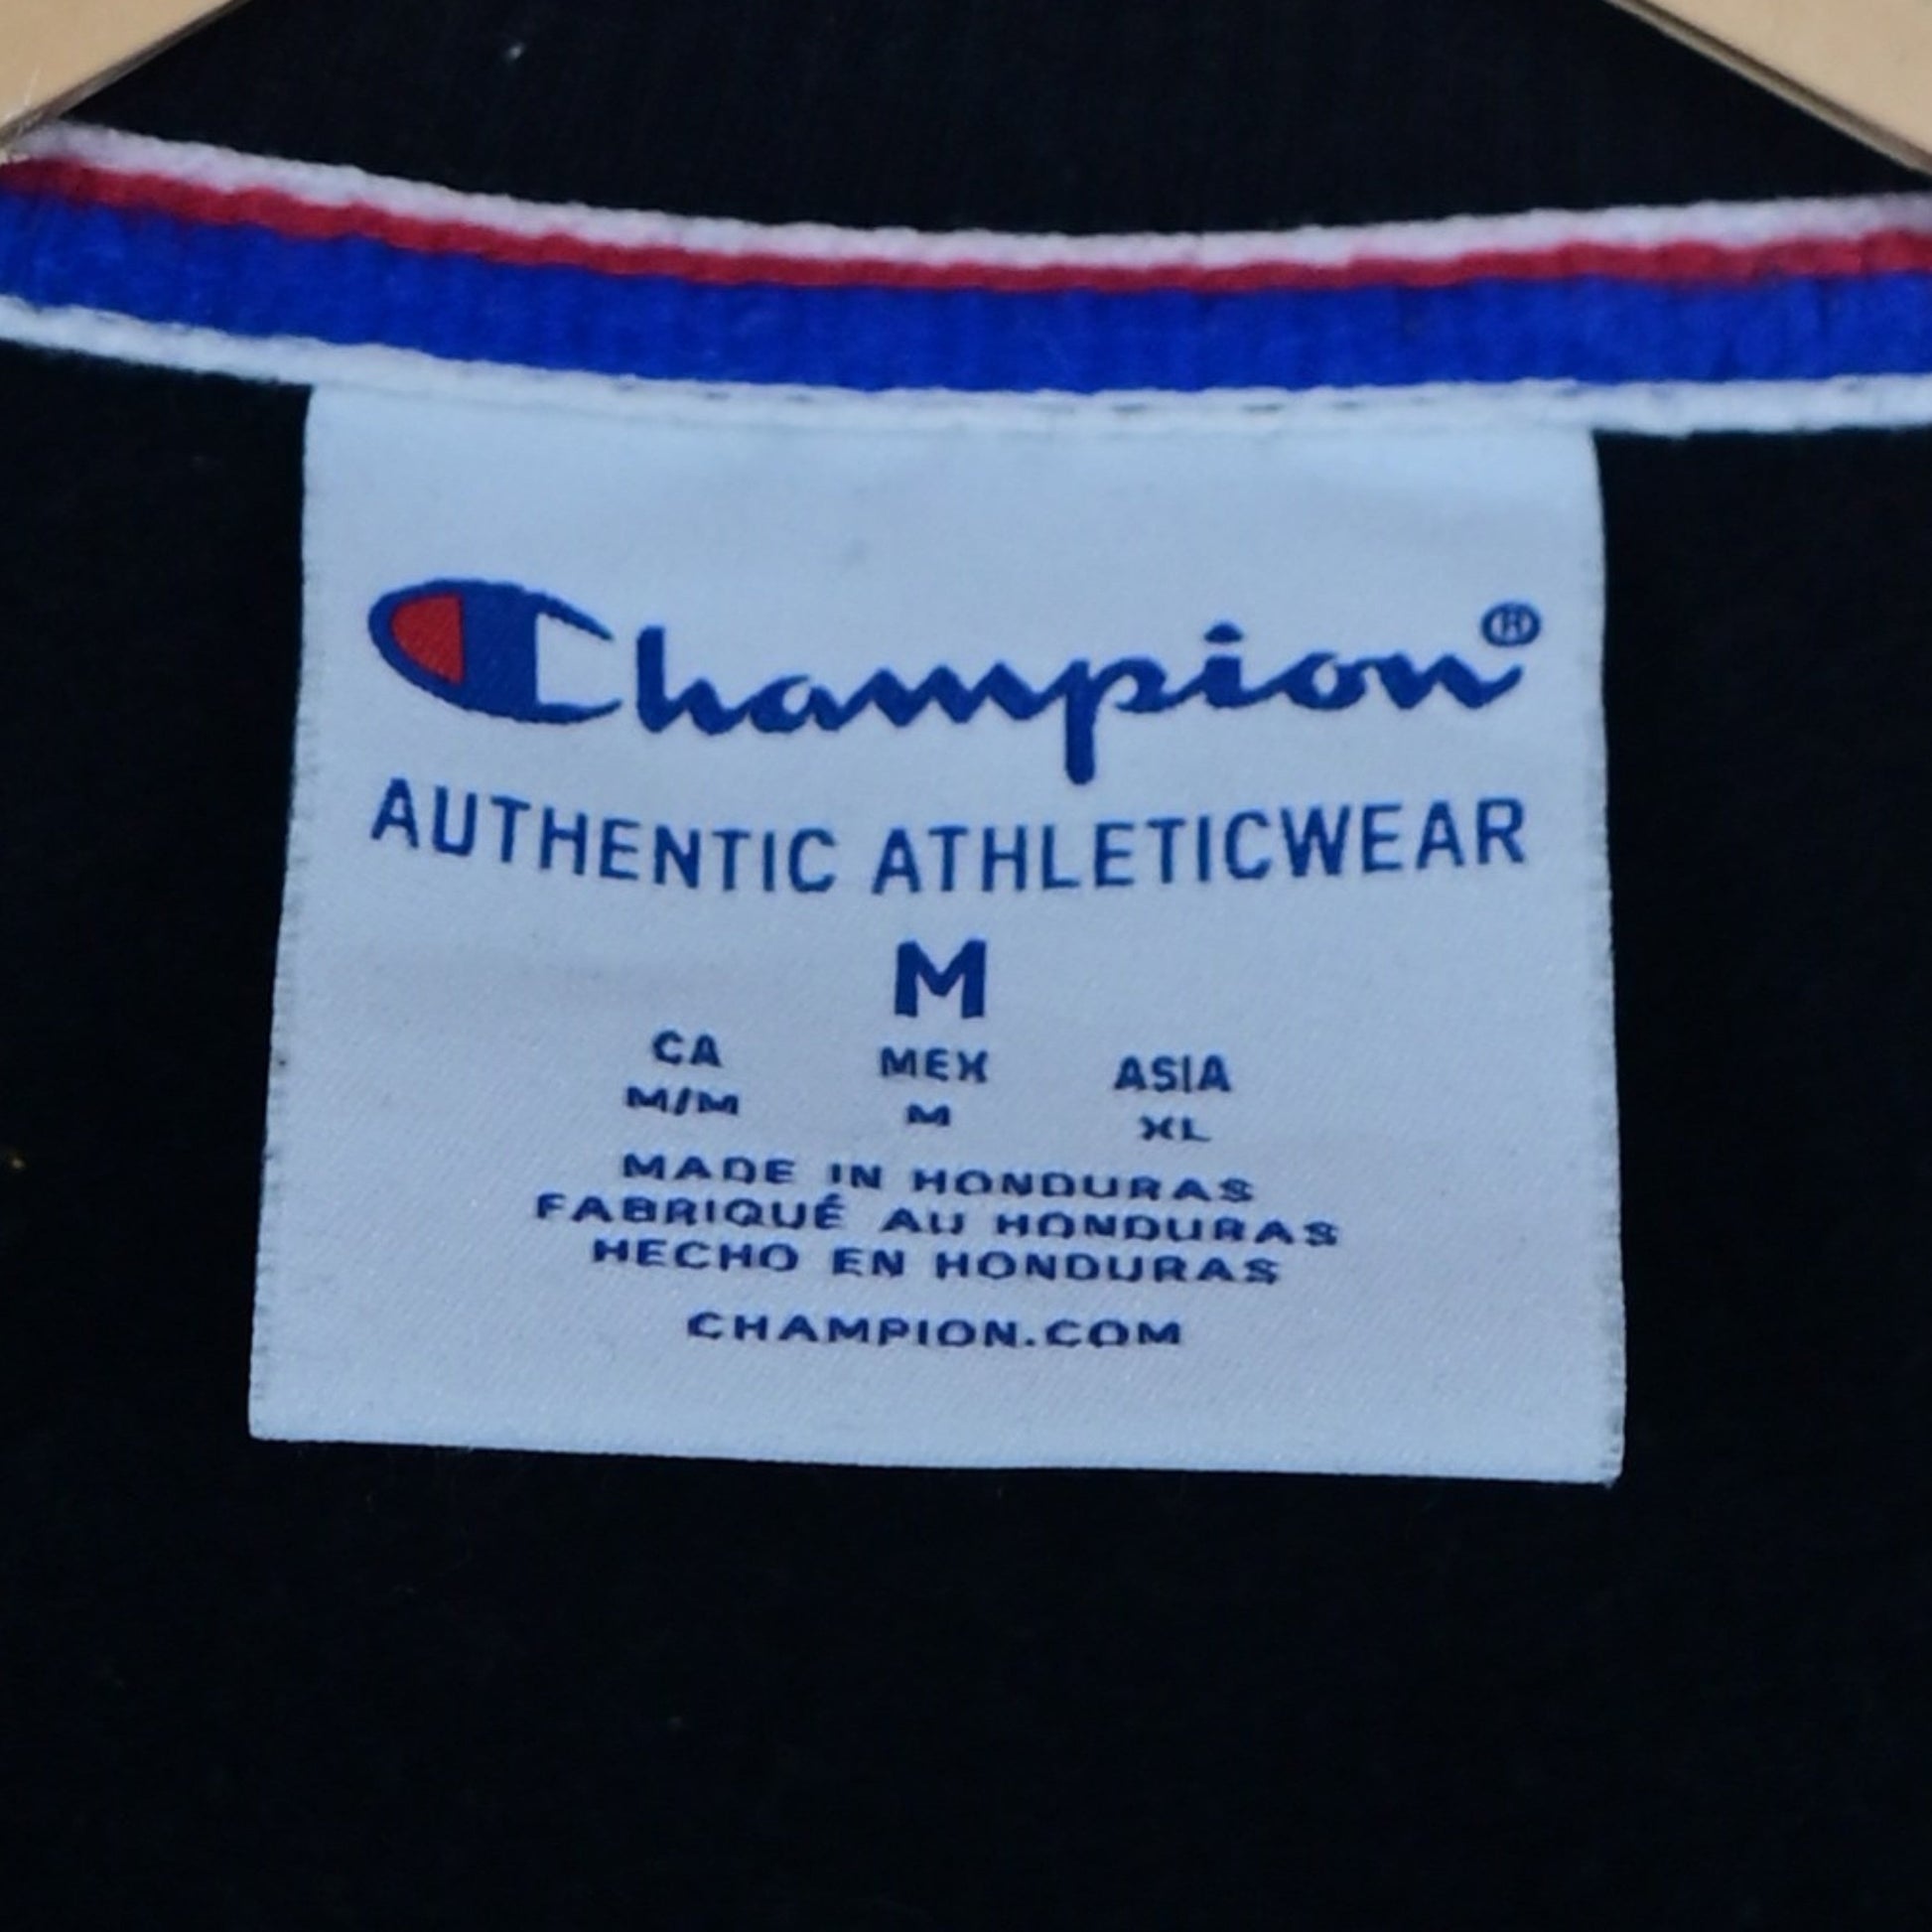 Champion®
AUTHENTIC ATHLETICWEAR
M
CA MEX ASIA
M/M M XL
MADE IN HONDURAS
FABRIQUÉ AU HONDURAS
HECHO EN HONDURAS
CHAMPION.COM